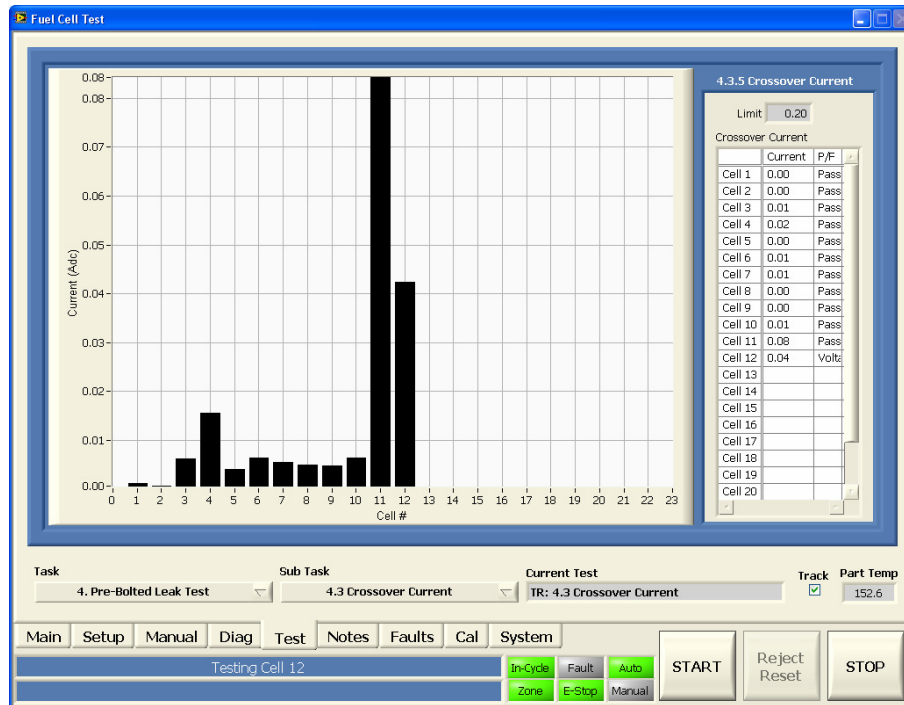 Fuel Cell Test
0.08
0.08
0.07
0.06
0.05
0.04
0.03
0.02
0.01
0.00
Current (Adc)
0 1 2 3 4 5 6 7 8 9 10 11 12 13 14 15 16 17 18 19 20 21 22 23
Cell #
4.3.5 Crossover Current
Limit 0.20
Crossover Current
Current P/F
Cell 1 0.00 Pass
Cell 2 0.00 Pass
Cell 3 0.01 Pass
Cell 4 0.02 Pass
Cell 5 0.00 Pass
Cell 6 0.01 Pass
Cell 7 0.01 Pass
Cell 8 0.00 Pass
Cell 9 0.00 Pass
Cell 10 0.01 Pass
Cell 11 0.08 Pass
Cell 12 0.04 Volta
Cell 13
Cell 14
Cell 15
Cell 16
Cell 17
Cell 18
Cell 19
Cell 20
Task Sub Task Current Test Track Part Temp
4. Pre-Bolted Leak Test 4.3 Crossover Current TR: 4.3 Crossover Current 152.6
Main Setup Manual Diag Test Notes Faults Cal System
Testing Cell 12
In-Cycle Fault Auto
Zone E-Stop Manual
START
Reject
Reset
STOP